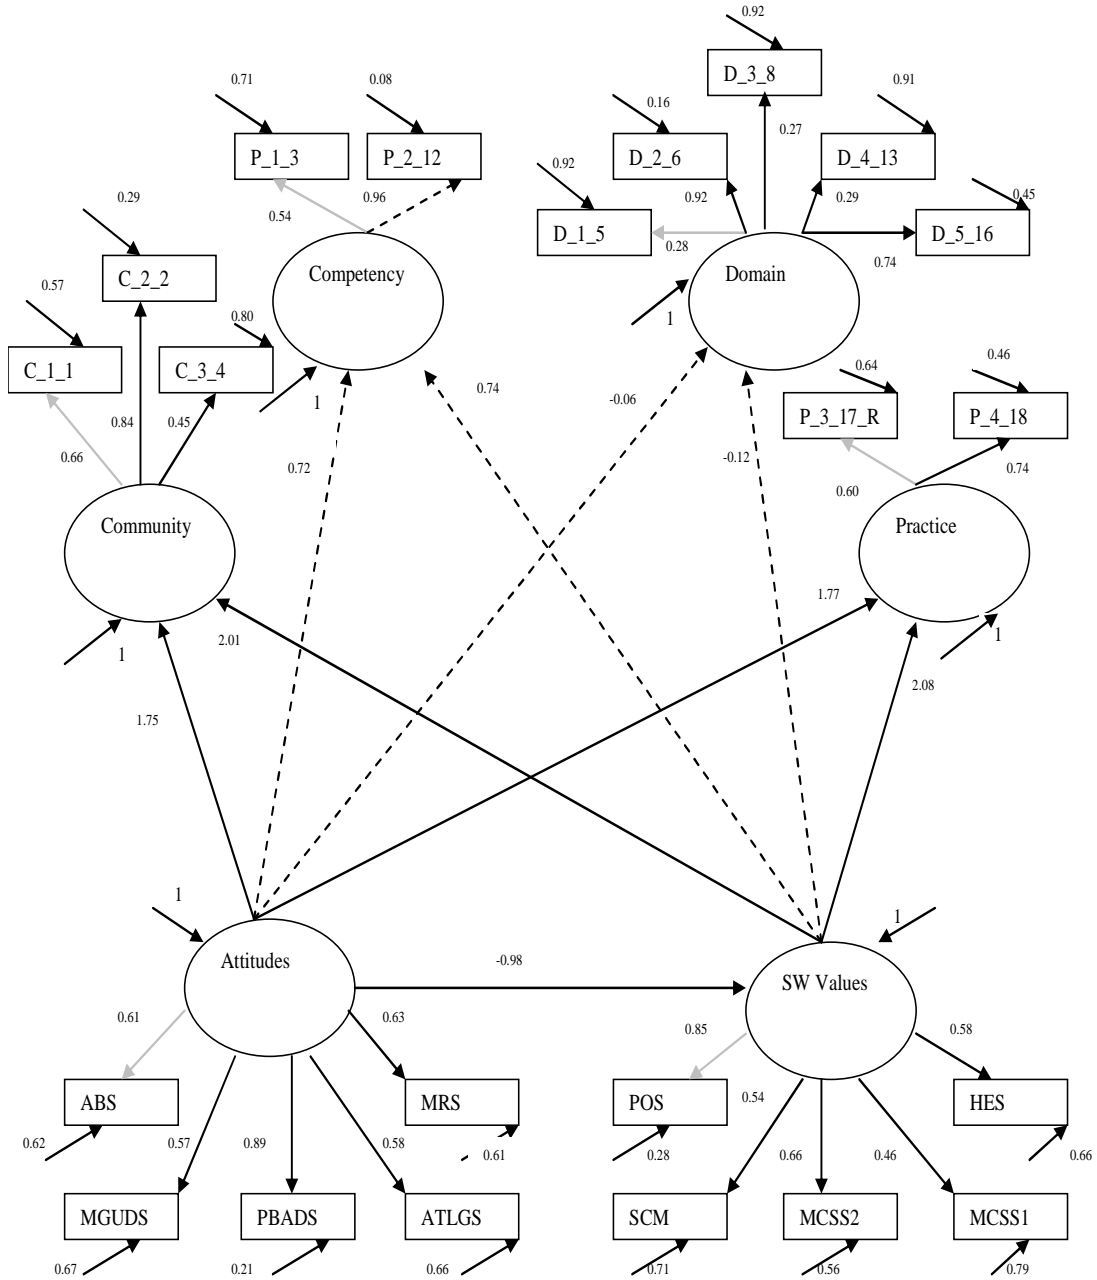 0.92
D_3_8
0.71
0.08
0.16
0.91
0.27
P_1_3
P_2_12
D_2_6
D_4_13
0.92
0.29
0.54
0.96
0.92
0.29
0.45
C_2_2
D_1_5
0.28
D_5_16
Competency
Domain
0.74
0.57
0.80
1
C_1_1
C_3_4
1
0.74
-0.06
0.64
0.46
P_3_17_R
P_4_18
0.84
0.45
0.66
0.72
-0.12
0.74
0.60
Community
Practice
1.77
1
2.01
1
2.08
1.75
1
1
Attitudes
-0.98
SW Values
0.61
0.63
0.85
0.58
ABS
MRS
POS
0.54
HES
0.62
0.57
0.89
0.58
0.61
0.28
0.66
0.46
0.66
MGUDS
PBADS
ATLGS
SCM
MCSS2
MCSS1
0.67
0.21
0.66
0.71
0.56
0.79